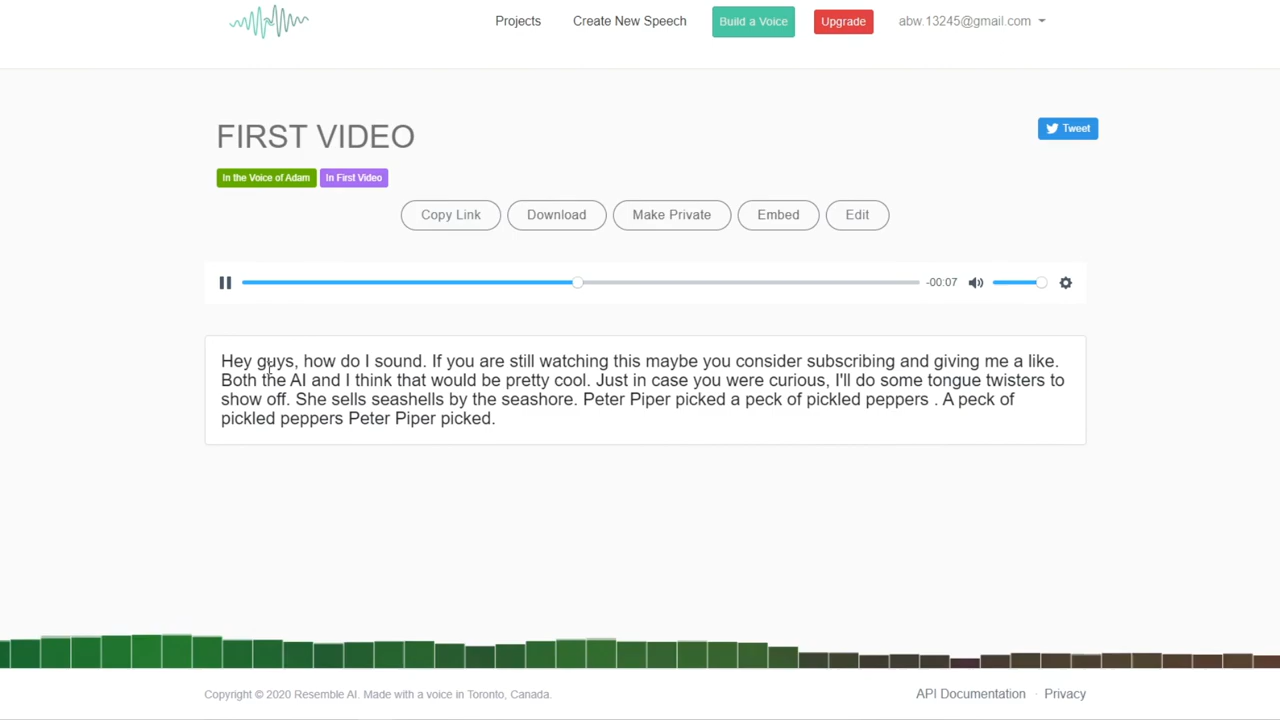 Projects Create New Speech Build a Voice Upgrade abw.13245@gmail.com
FIRST VIDEO
Tweet
In the Voice of Adam In First Video
Copy Link Download Make Private Embed Edit
-00:07
Hey guys, how do I sound. If you are still watching this maybe you consider subscribing and giving me a like.
Both the AI and I think that would be pretty cool. Just in case you were curious, I'll do some tongue twisters to
show off. She sells seashells by the seashore. Peter Piper picked a peck of pickled peppers . A peck of
pickled peppers Peter Piper picked.
Copyright © 2020 Resemble AI. Made with a voice in Toronto, Canada. API Documentation · Privacy